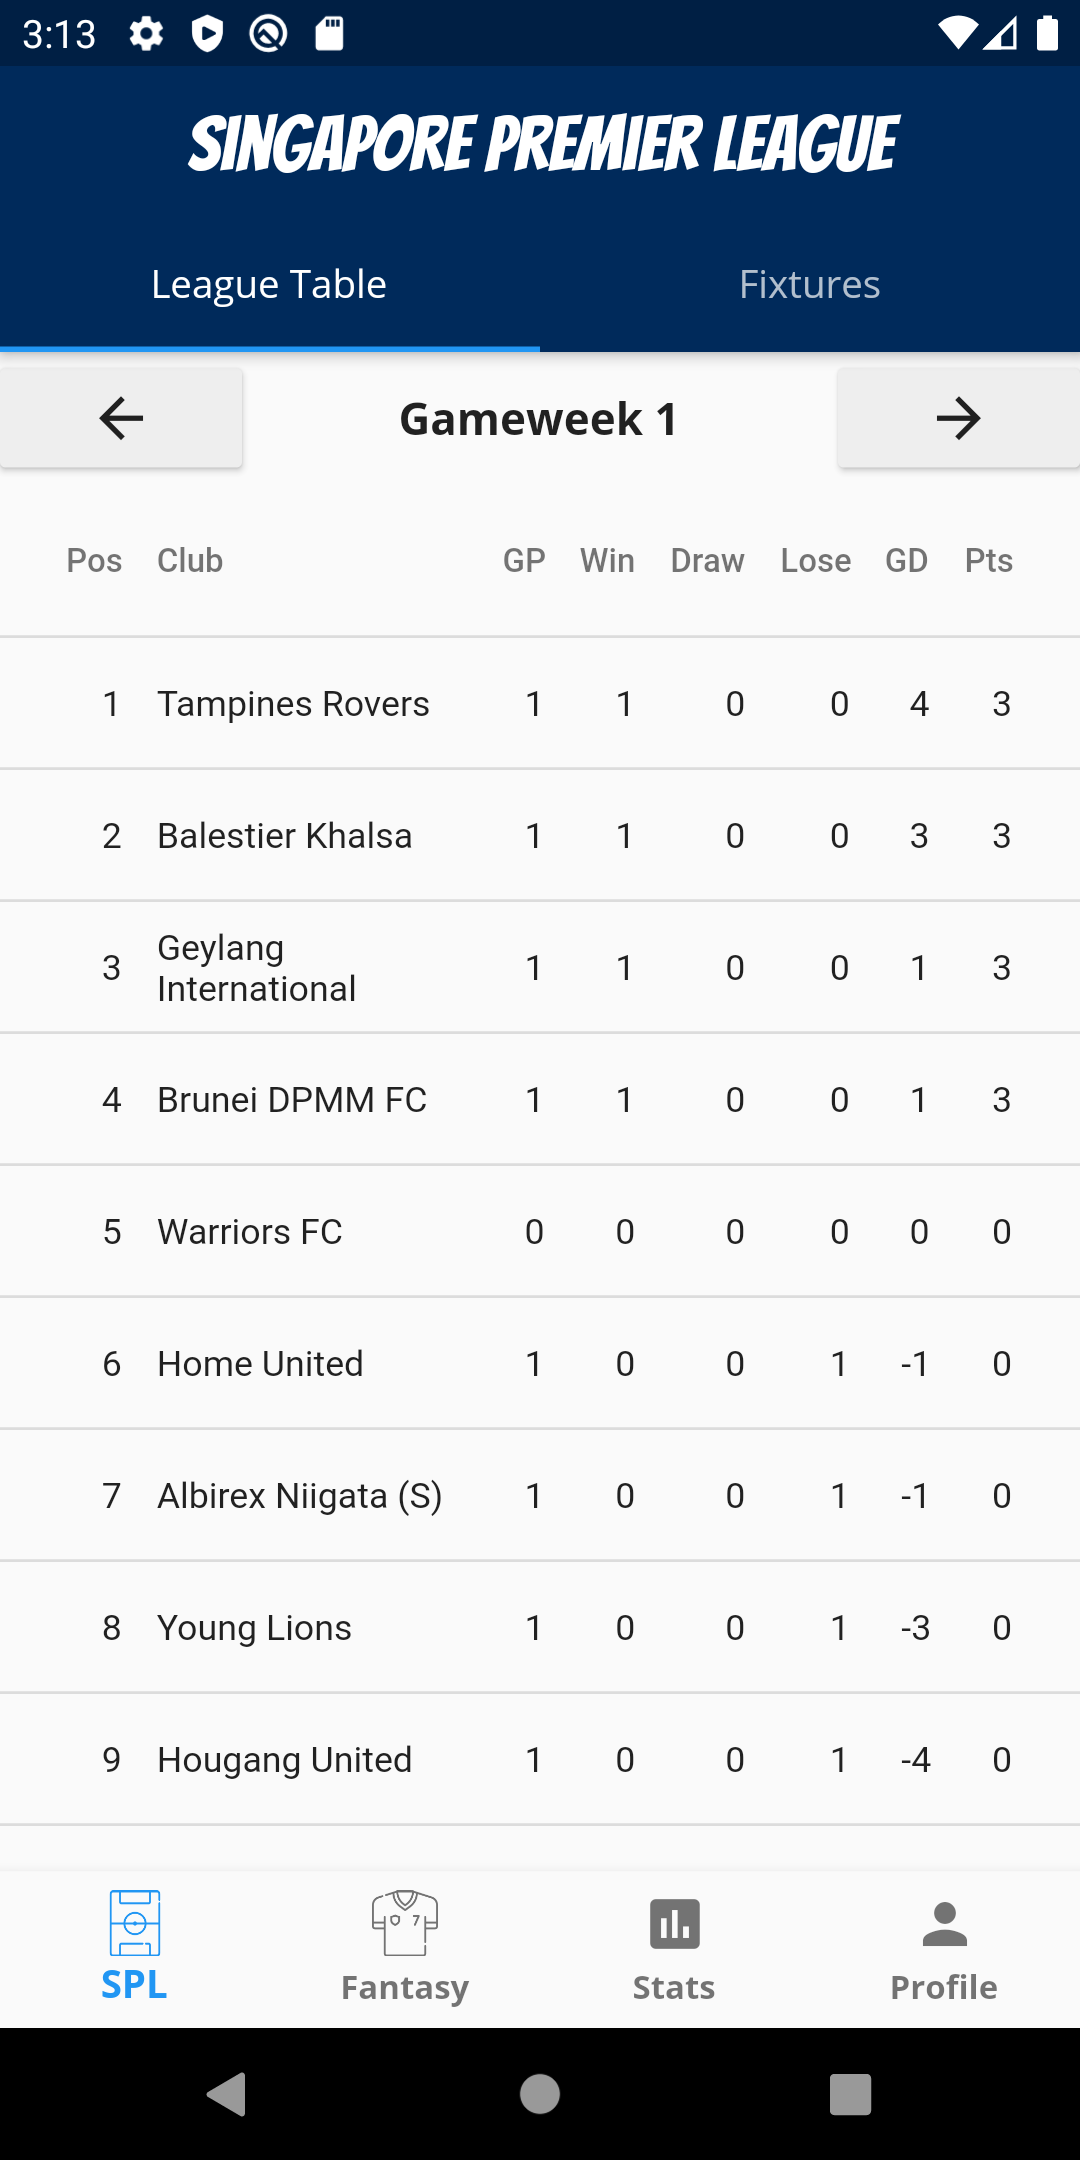 3:13
SINGAPORE PREMIER LEAGUE
League Table Fixtures
Gameweek 1
Pos Club GP Win Draw Lose GD Pts
1 Tampines Rovers 1 1 0 0 4 3
2 Balestier Khalsa 1 1 0 0 3 3
3 Geylang International 1 1 0 0 1 3
4 Brunei DPMM FC 1 1 0 0 1 3
5 Warriors FC 0 0 0 0 0 0
6 Home United 1 0 0 1 -1 0
7 Albirex Niigata (S) 1 0 0 1 -1 0
8 Young Lions 1 0 0 1 -3 0
9 Hougang United 1 0 0 1 -4 0
7
SPL Fantasy Stats Profile